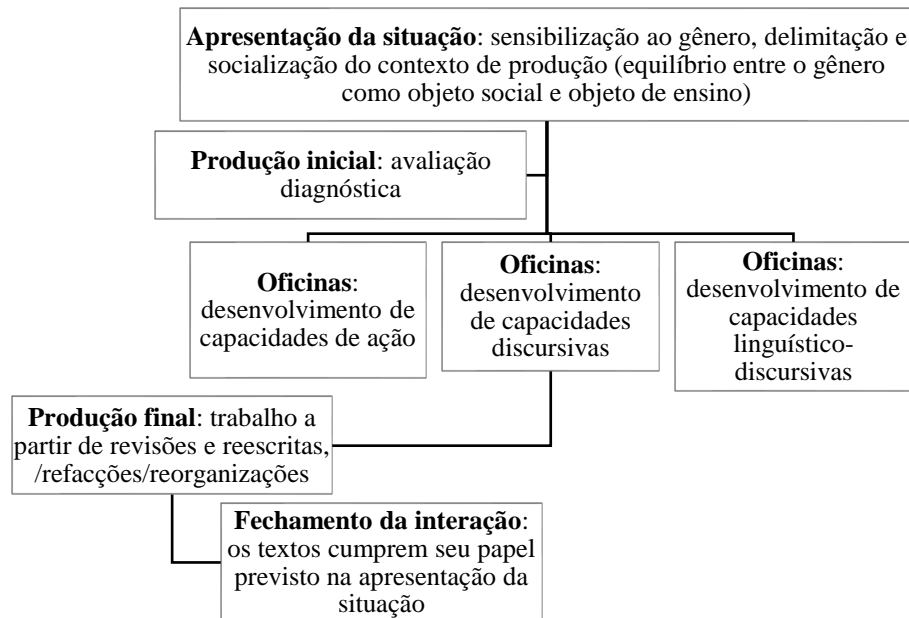 Apresentação da situação: sensibilização ao gênero, delimitação e
socialização do contexto de produção (equilíbrio entre o gênero
como objeto social e objeto de ensino)
Produção inicial: avaliação
diagnóstica
Oficinas:
desenvolvimento de
capacidades de ação
Oficinas:
desenvolvimento
de capacidades
discursivas
Oficinas:
desenvolvimento de
capacidades
linguístico-
discursivas
Produção final: trabalho a
partir de revisões e reescritas,
/refacções/reorganizações
Fechamento da interação:
os textos cumprem seu papel
previsto na apresentação da
situação